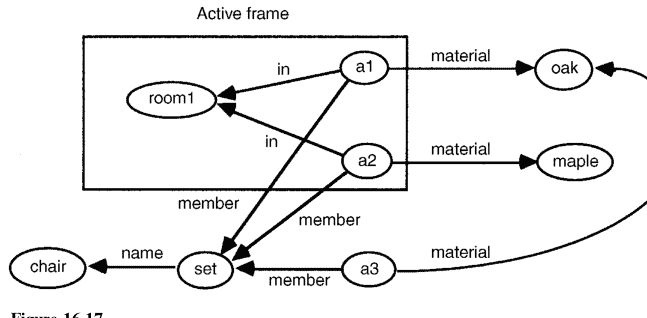 Active frame
a1
material
oak
in
room1
in
a2
material
maple
member
member
chair
name
set
member
a3
material
Figure 16.17